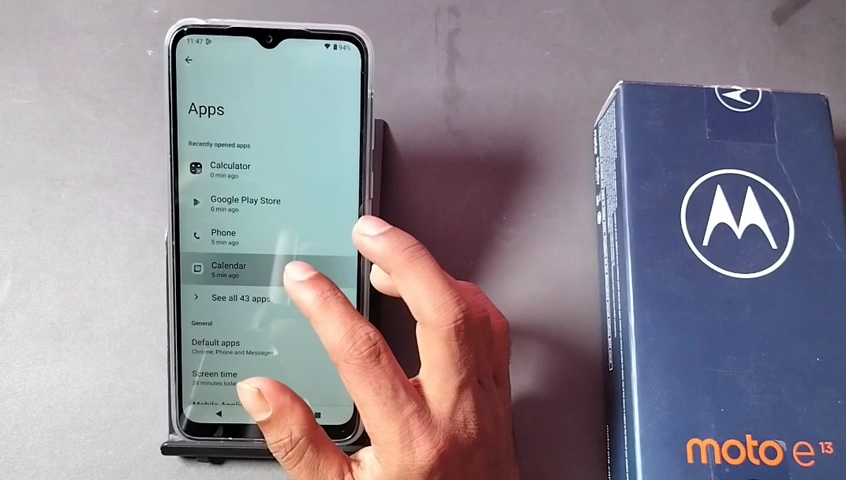 11:47
94%
Apps
Recently opened apps
Calculator
0 min ago
Google Play Store
0 min ago
Phone
5 min ago
Calendar
5 min ago
See all 43 apps
General
Default apps
Chrome, Phone and Messages
Screen time
minutes today
moto e13